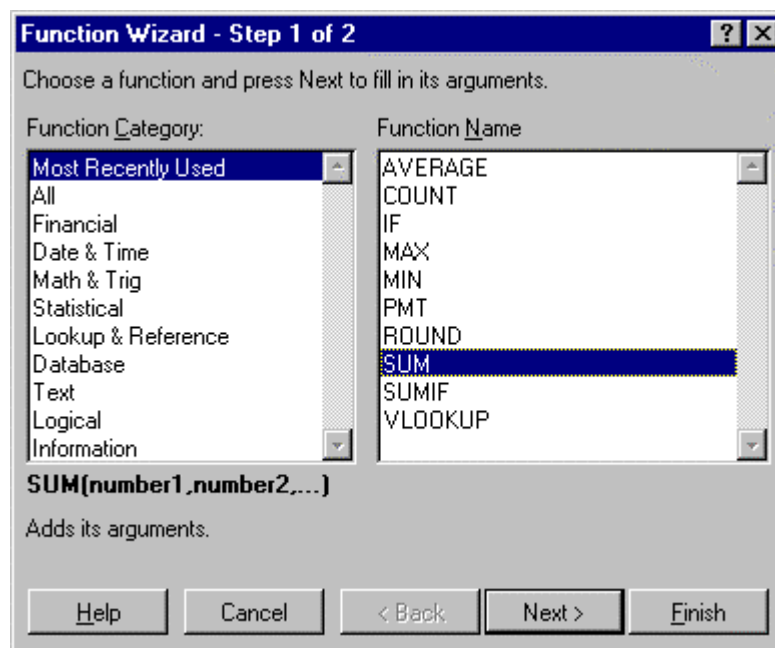 Function Wizard - Step 1 of 2
?
Choose a function and press Next to fill in its arguments.
Function Category:
Most Recently Used
All
Financial
Date & Time
Math & Trig
Statistical
Lookup & Reference
Database
Text
Logical
Information
Function Name
AVERAGE
COUNT
IF
MAX
MIN
PMT
ROUND
SUM
SUMIF
VLOOKUP
SUM(number1,number2,...)
Adds its arguments.
Help
Cancel
< Back
Next >
Finish